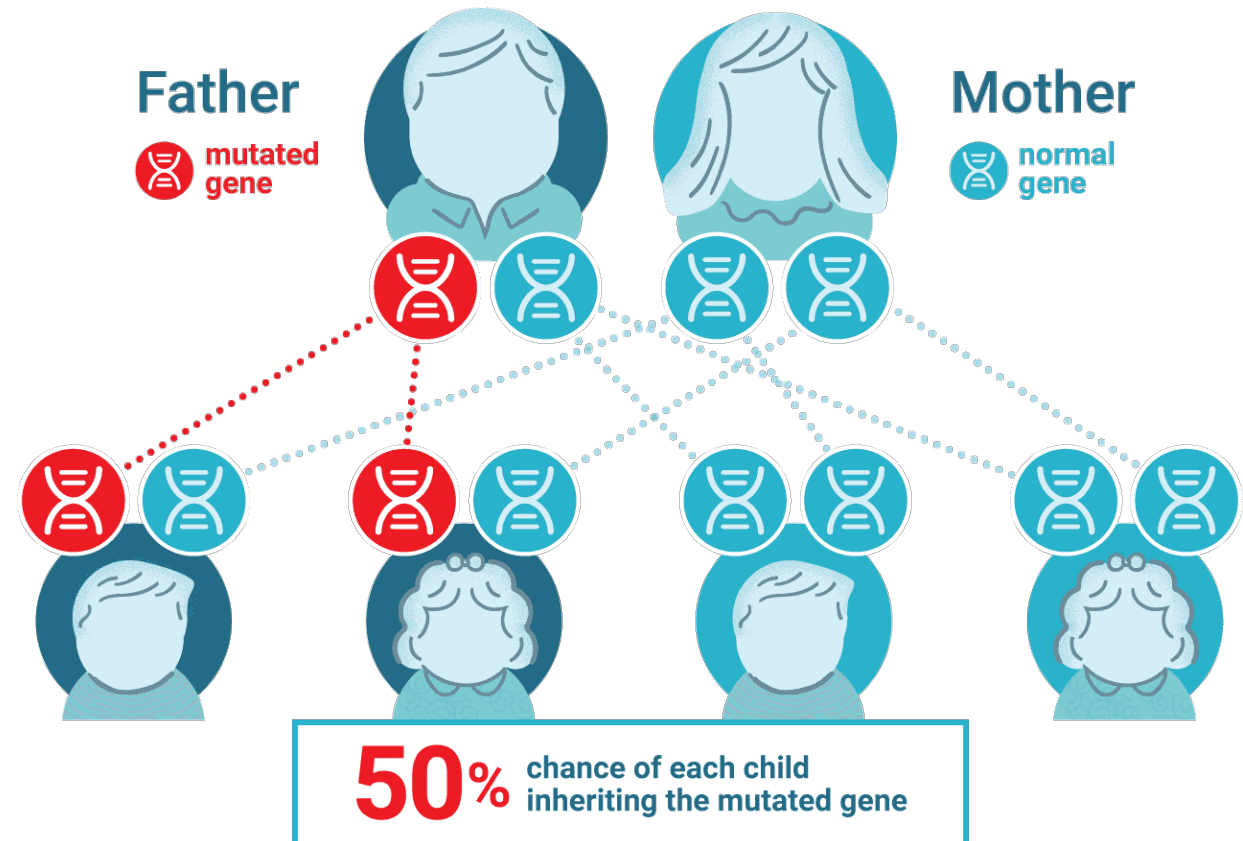 Father
mutated
gene
Mother
normal
gene
50%
chance of each child
inheriting the mutated gene